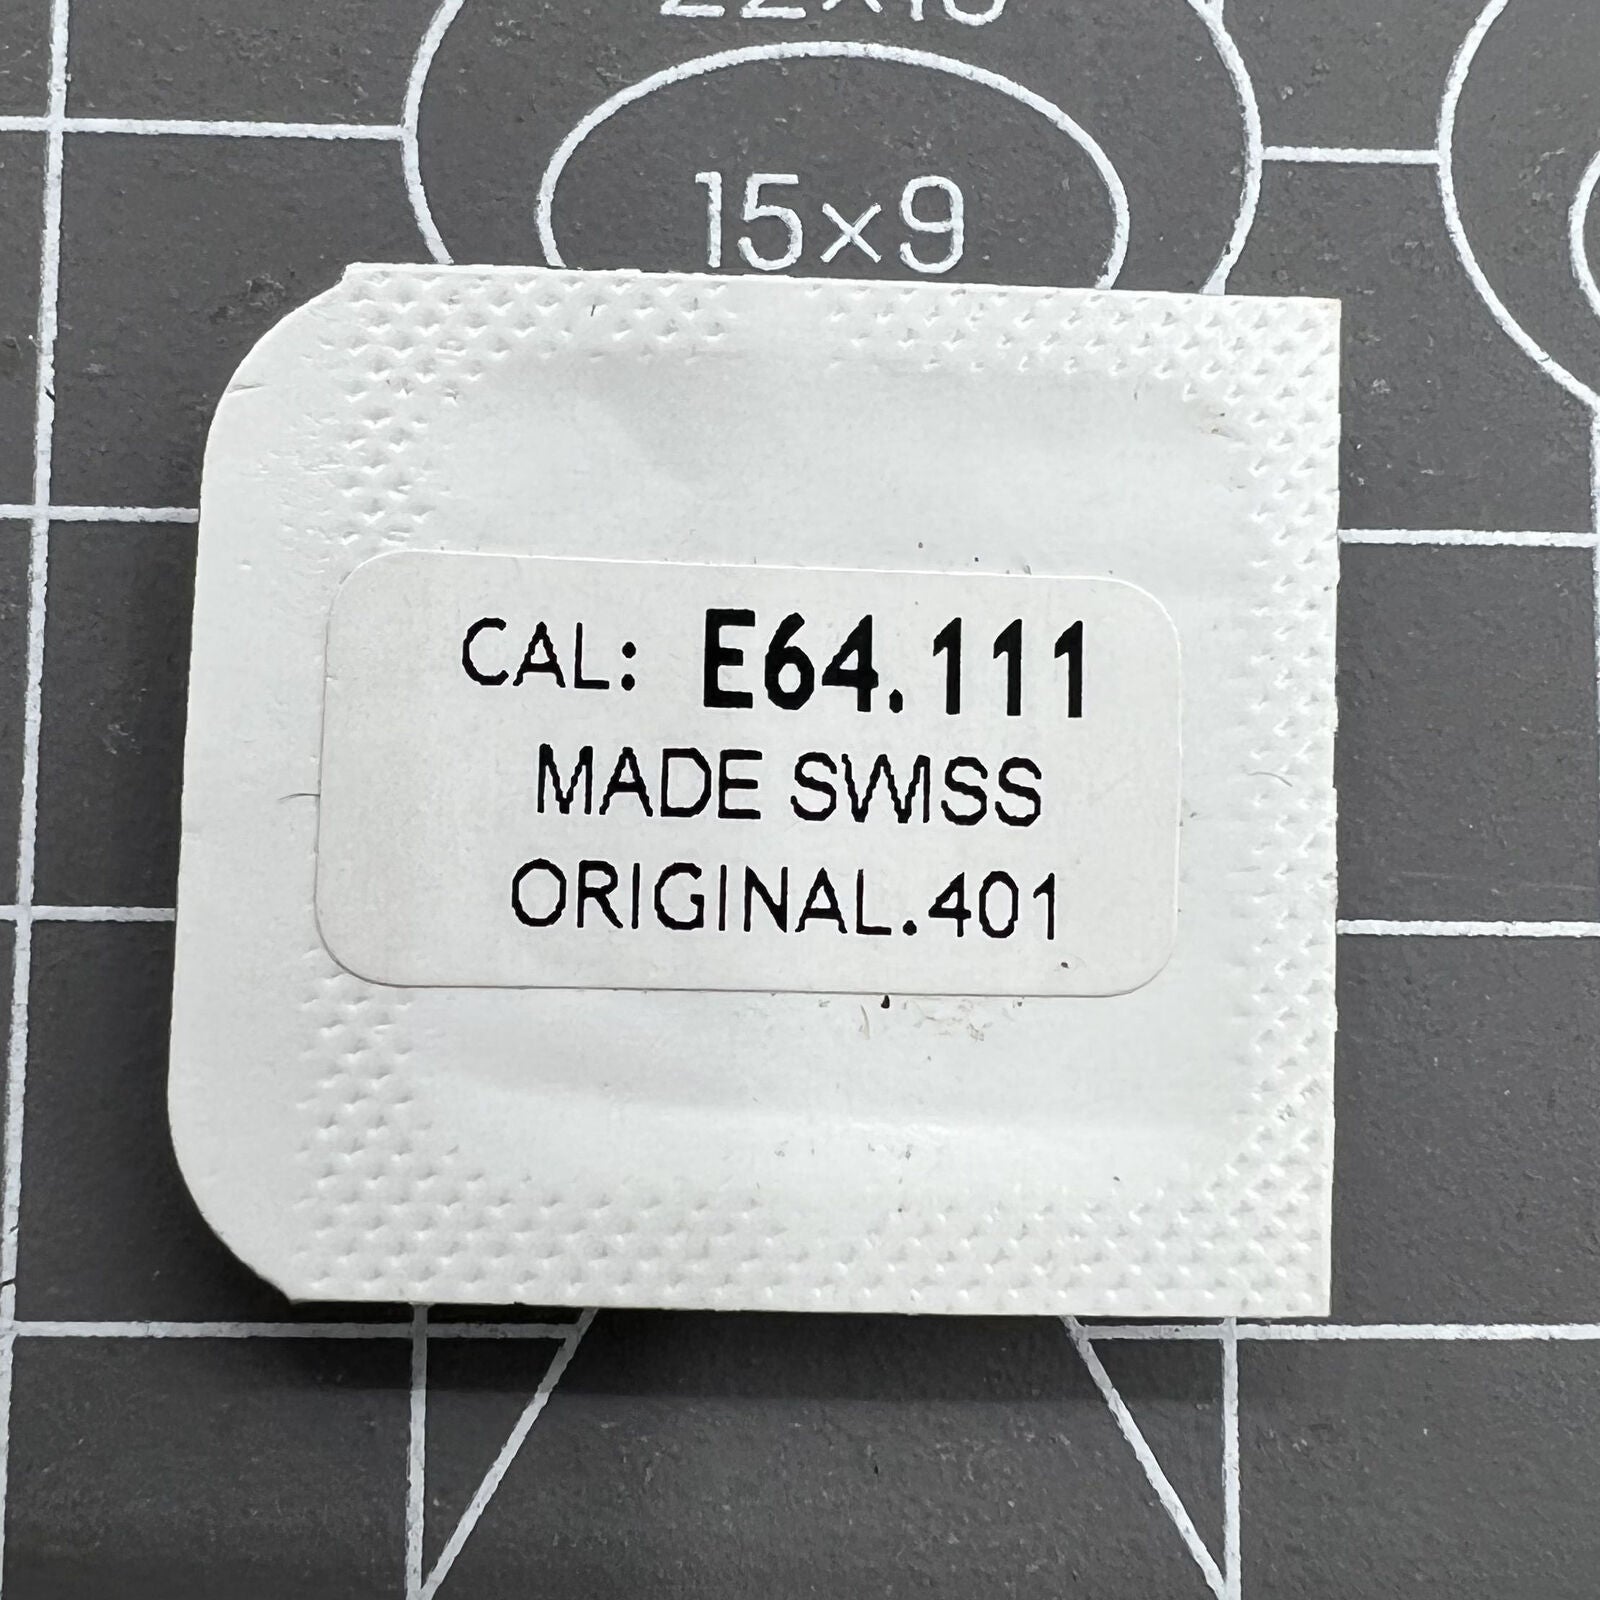 15×9
CAL: E64.111
MADE SWISS
ORIGINAL.401